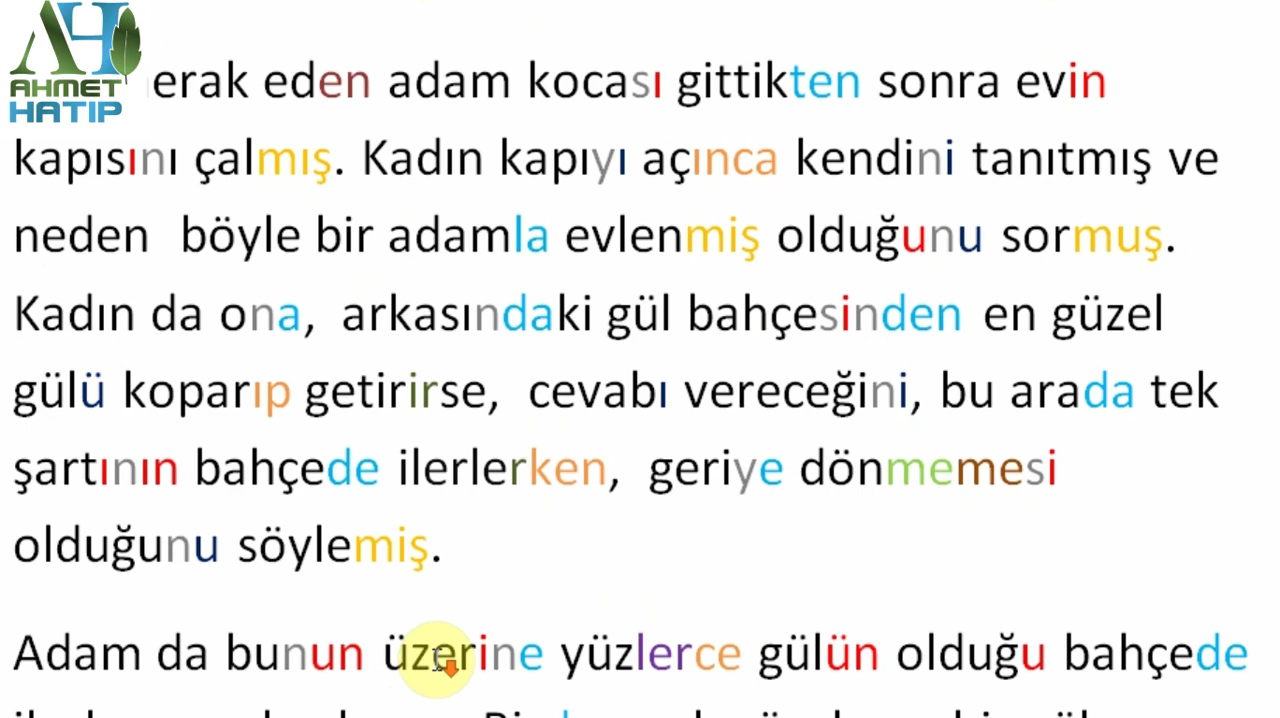 AHMET
HATIP
eden adam kocası gittikten sonra evin
kapısını çalmış. Kadın kapıyı açınca kendini tanıtmış ve
neden böyle bir adamla evlenmiş olduğunu sormuş.
Kadın da ona, arkasındaki gül bahçesinden en güzel
gülü koparıp getirirse, cevabı vereceğini, bu arada tek
şartının bahçede ilerlerken, geriye dönmemesi
olduğunu söylemiş.
Adam da bunun üzerine yüzlerce gülün olduğu bahçede